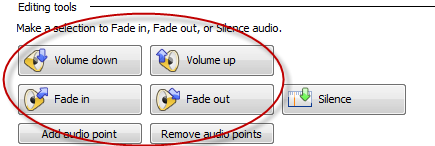 Editing tools
Make a selection to Fade in, Fade out, or Silence audio.
Volume down Volume up
Fade in Fade out Silence
Add audio point Remove audio points